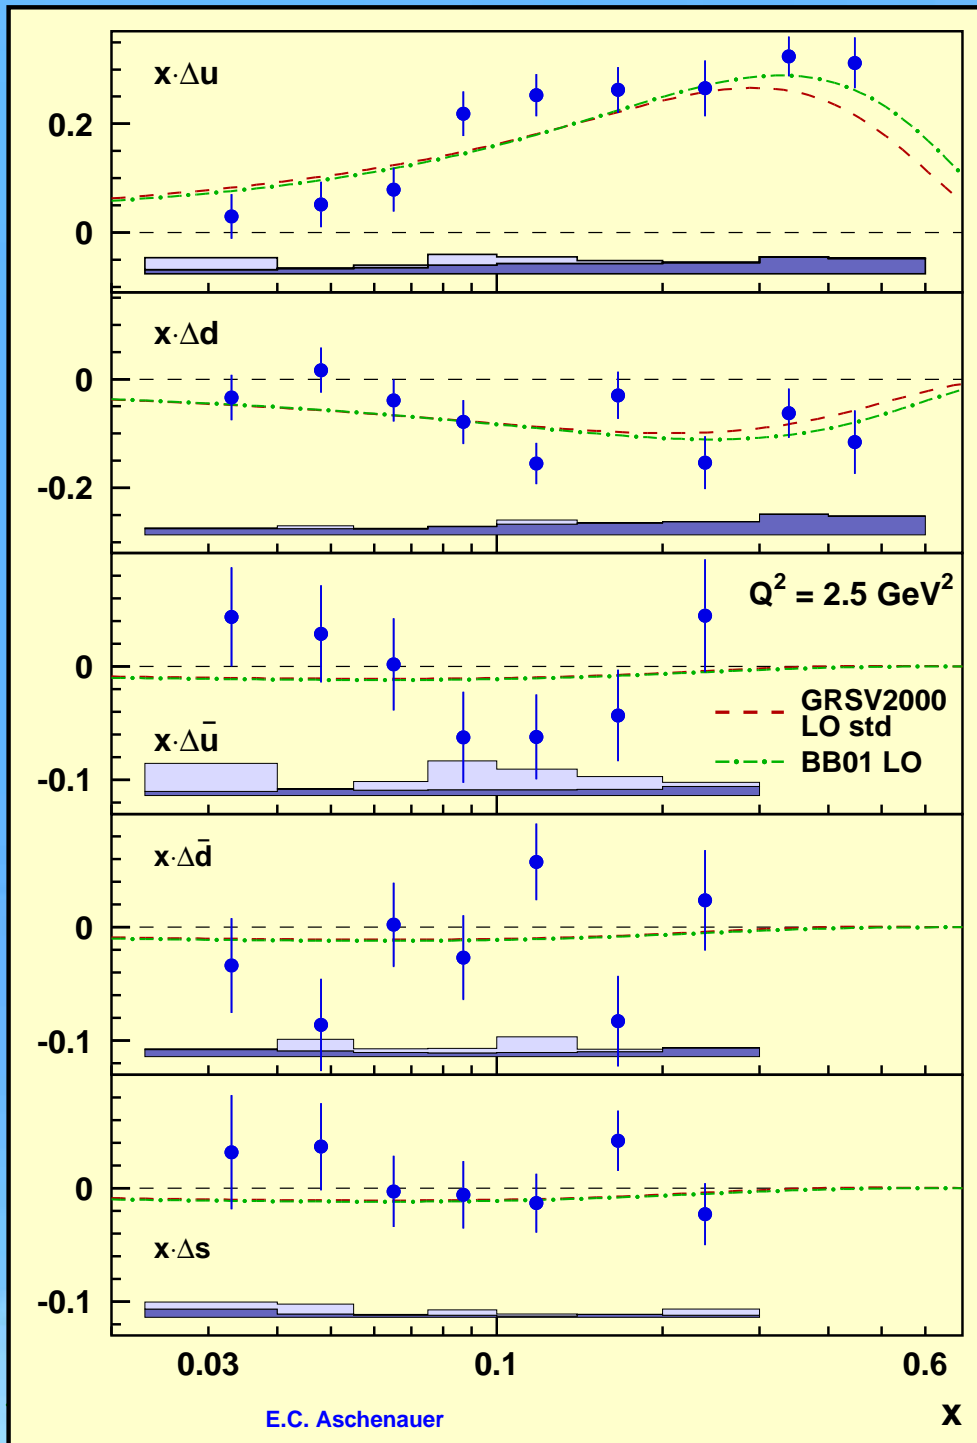 x·Δu
0.2
0
x·Δd
0
-0.2
Q² = 2.5 GeV²
0
GRSV2000
LO std
x·Δū
BB01 LO
-0.1
x·Δd̄
0
-0.1
0
x·Δs
-0.1
0.03 0.1 0.6
E.C. Aschenauer
x